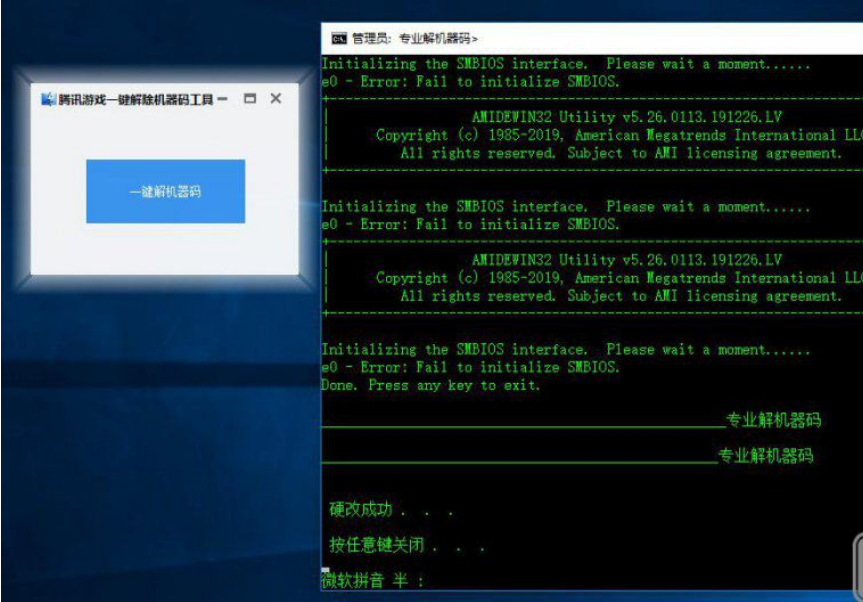 腾讯游戏一键解除机器码工具
一键解机器码
管理员: 专业解机器码>
Initializing the SMBIOS interface.  Please wait a moment......
e0 - Error: Fail to initialize SMBIOS.
AMIDEWIN32 Utility v5.26.0113.191226.LV
Copyright (c) 1985-2019, American Megatrends International LLC
All rights reserved. Subject to AMI licensing agreement.
Initializing the SMBIOS interface.  Please wait a moment......
e0 - Error: Fail to initialize SMBIOS.
AMIDEWIN32 Utility v5.26.0113.191226.LV
Copyright (c) 1985-2019, American Megatrends International LLC
All rights reserved. Subject to AMI licensing agreement.
Initializing the SMBIOS interface.  Please wait a moment......
e0 - Error: Fail to initialize SMBIOS.
Done. Press any key to exit.
专业解机器码
专业解机器码
硬改成功 . . .
按任意键关闭 . . .
微软拼音 半 :